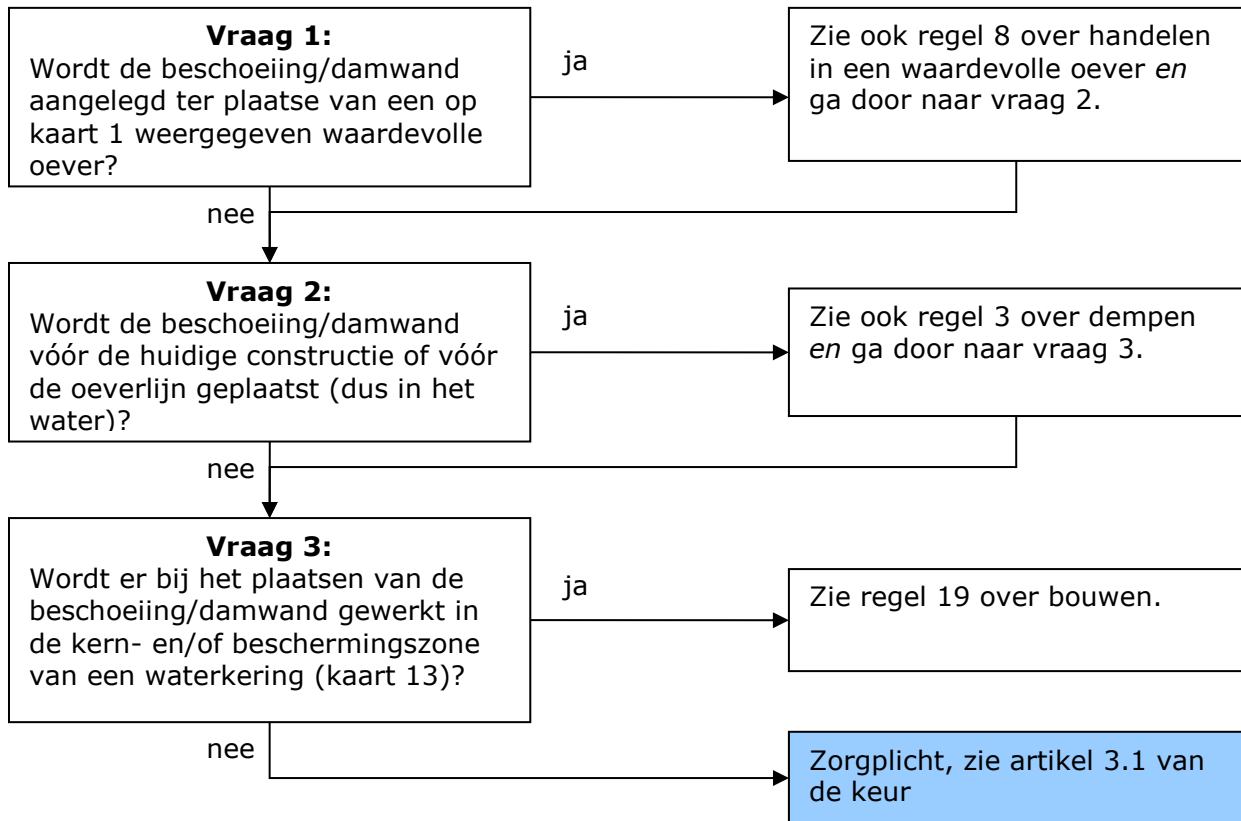 Vraag 1:
Wordt de beschoeiing/damwand
aangelegd ter plaatse van een op
kaart 1 weergegeven waardevolle
oever?
ja
Zie ook regel 8 over handelen
in een waardevolle oever en
ga door naar vraag 2.
nee
Vraag 2:
Wordt de beschoeiing/damwand
vóór de huidige constructie of vóór
de oeverlijn geplaatst (dus in het
water)?
ja
Zie ook regel 3 over dempen
en ga door naar vraag 3.
nee
Vraag 3:
Wordt er bij het plaatsen van de
beschoeiing/damwand gewerkt in
de kern- en/of beschermingszone
van een waterkering (kaart 13)?
ja
Zie regel 19 over bouwen.
nee
Zorgplicht, zie artikel 3.1 van
de keur